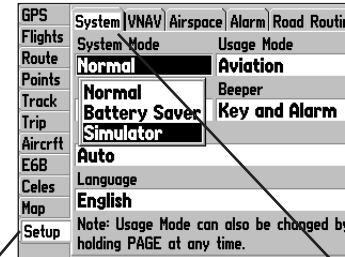 GPS
Flights
Route
Points
Track
Trip
Aircrft
E6B
Celes
Map
Setup
System VNAV Airspace Alarm Road Routin
System Mode Usage Mode
Normal Aviation
Normal
Battery Saver
Simulator
Beeper
Key and Alarm
Auto
Language
English
Note: Usage Mode can also be changed by
holding PAGE at any time.